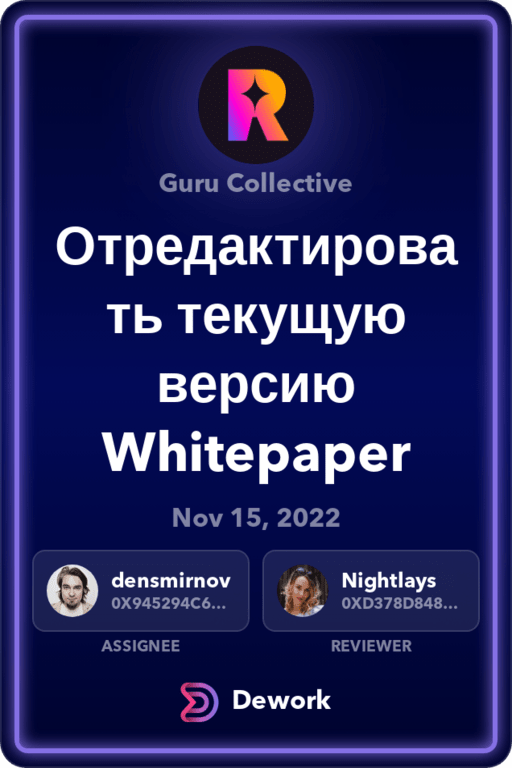 R
Guru Collective
Отредактирова
ть текущую
версию
Whitepaper
Nov 15, 2022
densmirnov
0X945294C6...
Nightlays
0XD378D848...
ASSIGNEE
REVIEWER
Dework